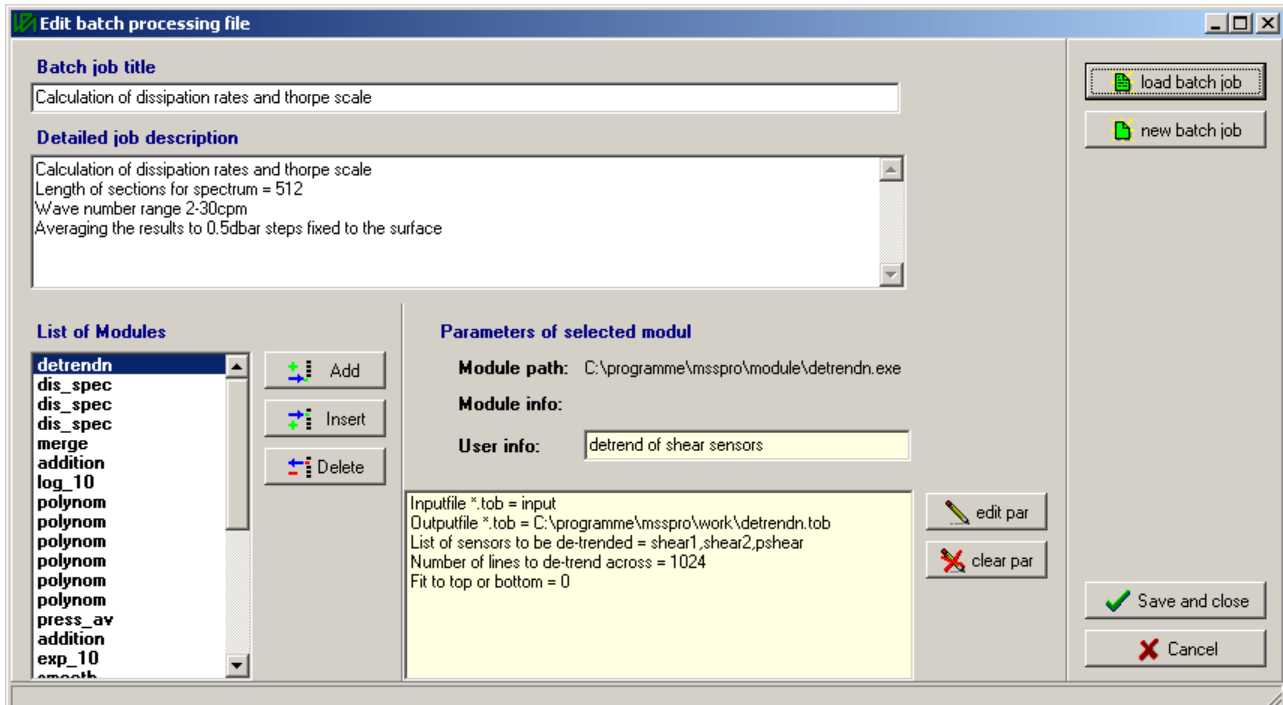 Edit batch processing file
Batch job title
Calculation of dissipation rates and thorpe scale
load batch job
new batch job
Detailed job description
Calculation of dissipation rates and thorpe scale
Length of sections for spectrum = 512
Wave number range 2-30cpm
Averaging the results to 0.5dbar steps fixed to the surface
List of Modules
detrendn
dis_spec
dis_spec
dis_spec
merge
addition
log_10
polynom
polynom
polynom
polynom
polynom
polynom
press_av
addition
exp_10
smooth
Add
Insert
Delete
Parameters of selected modul
Module path: C:\programme\msspro\module\detrendn.exe
Module info:
User info: detrend of shear sensors
Inputfile *.tob = input
Outputfile *.tob = C:\programme\msspro\work\detrendn.tob
List of sensors to be de-trended = shear1,shear2,pshear
Number of lines to de-trend across = 1024
Fit to top or bottom = 0
edit par
clear par
Save and close
Cancel